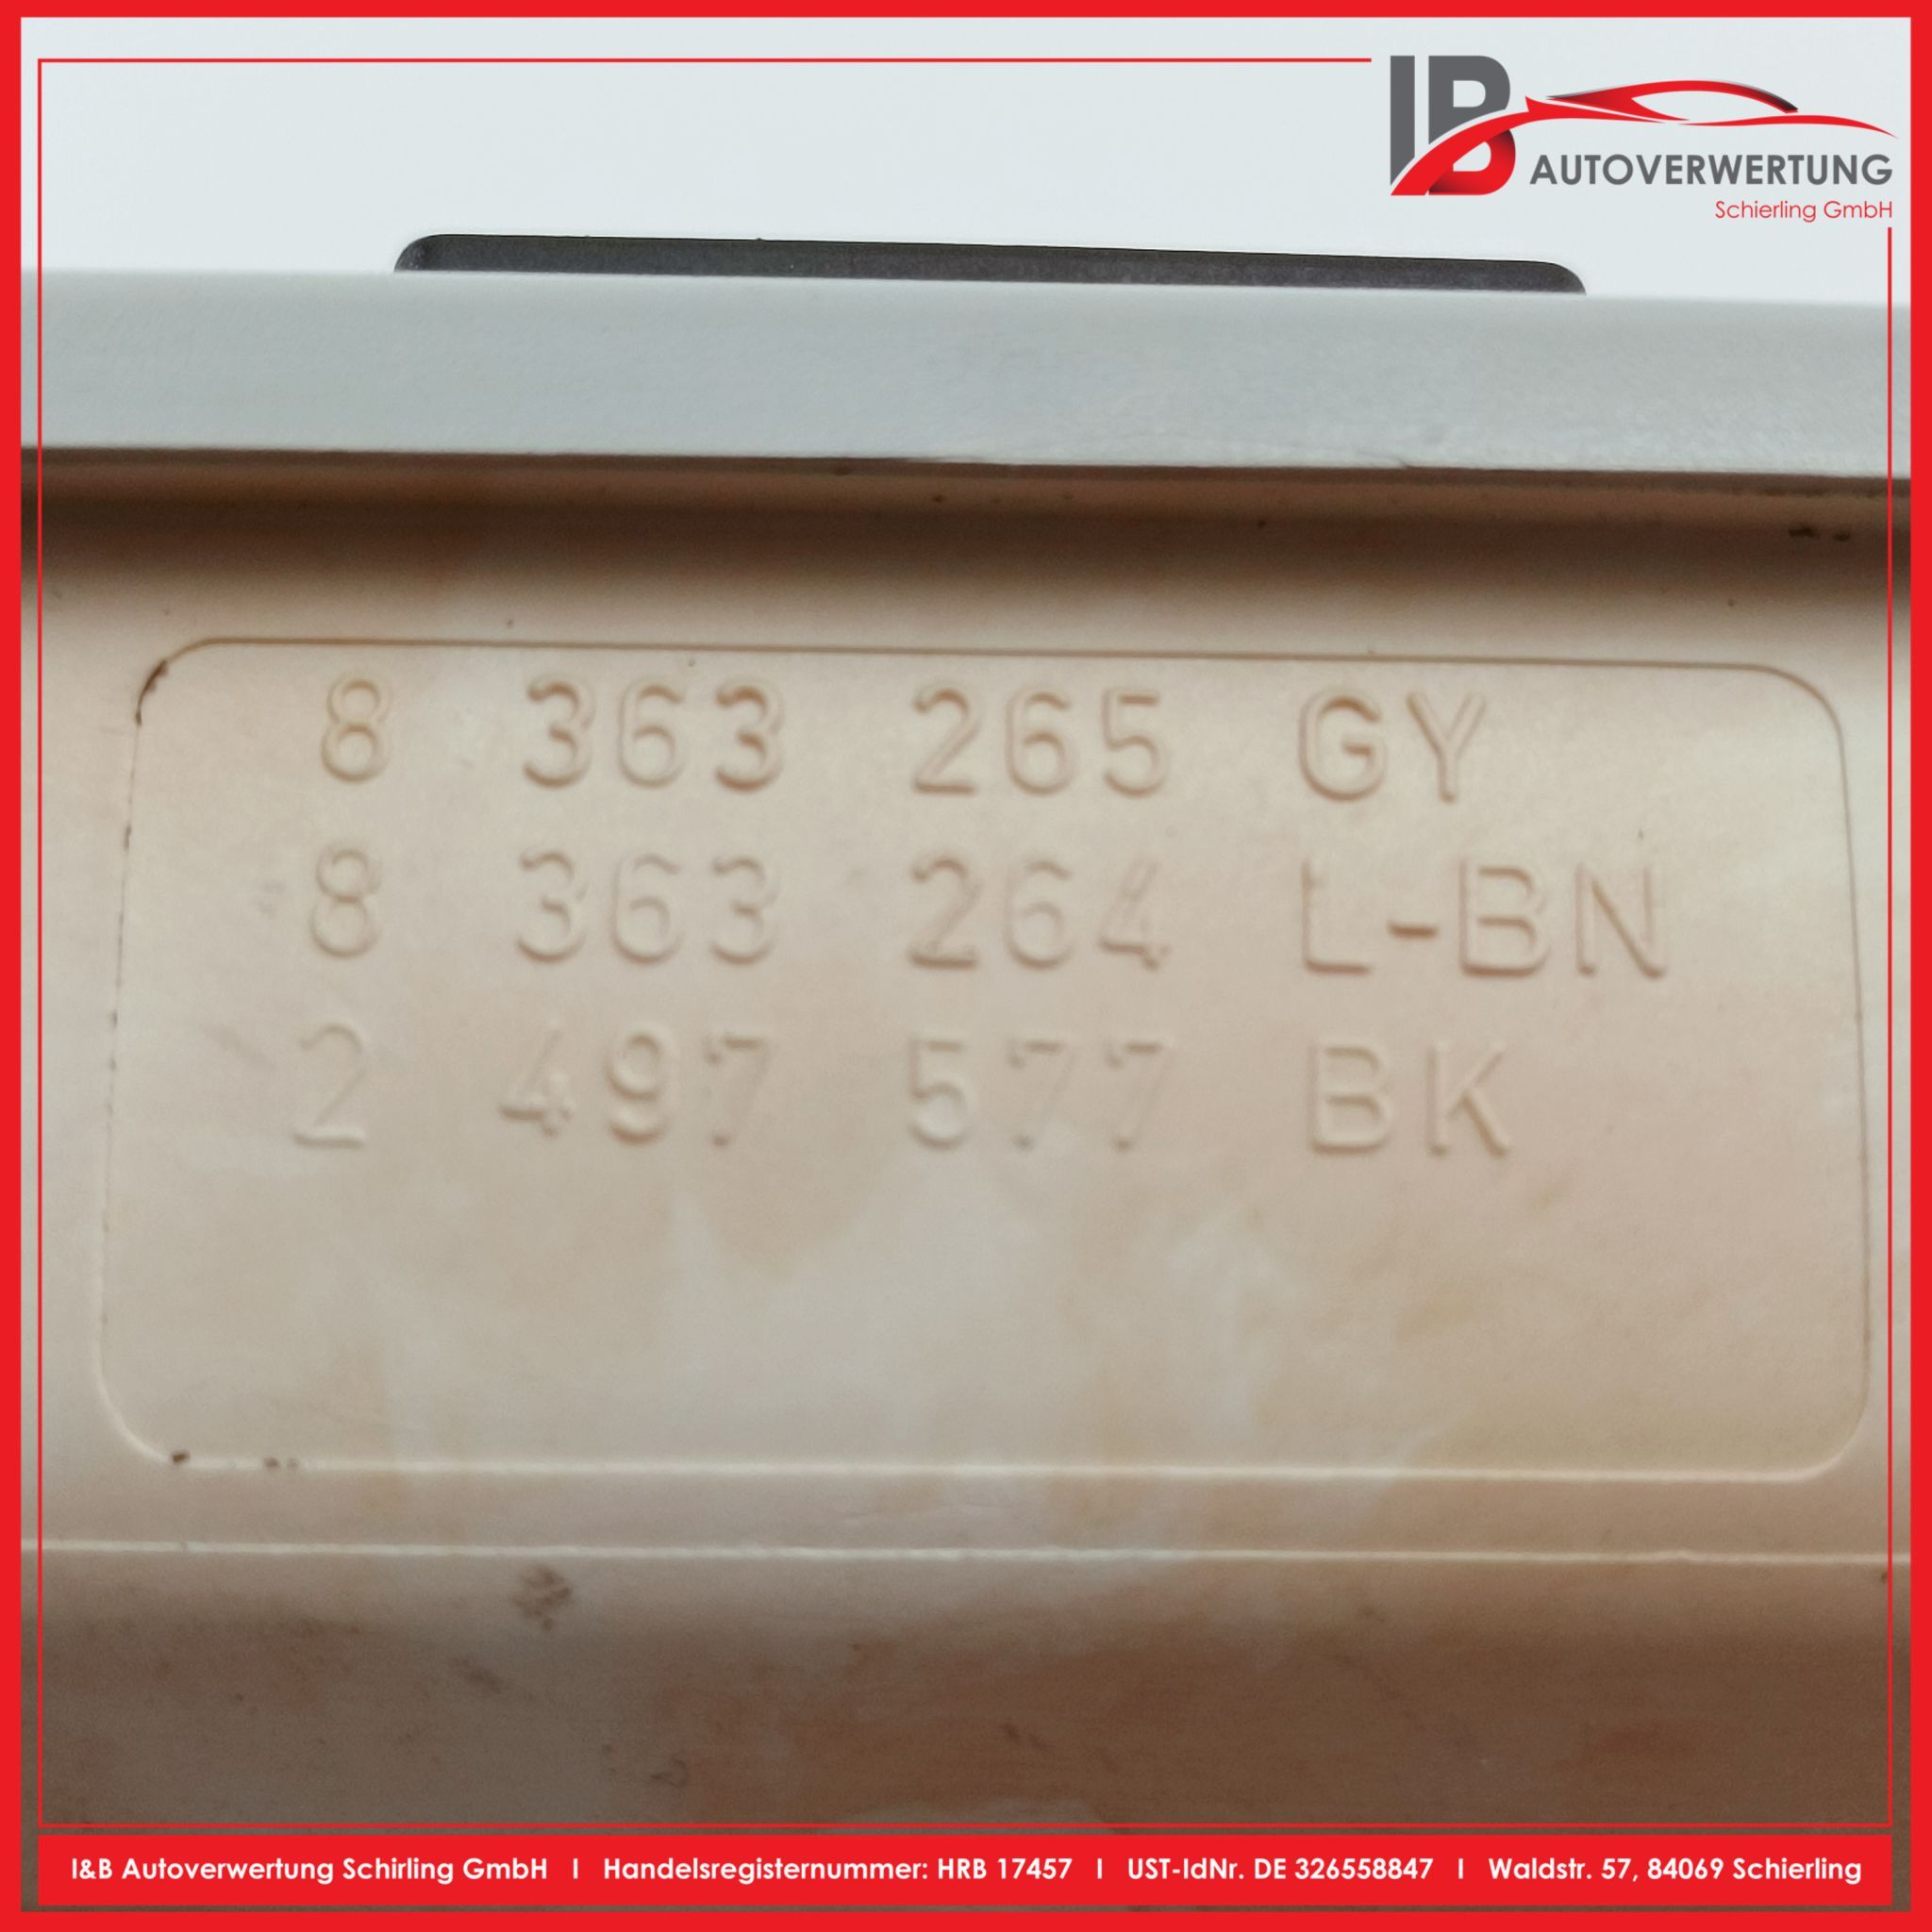 IB
AUTOVERWERTUNG
Schierling GmbH
8 363 265 GY
8 363 264 L-BN
2 497 577 BK
I&B Autoverwertung Schirling GmbH I Handelsregisternummer: HRB 17457 I UST-IdNr. DE 326558847 I Waldstr. 57, 84069 Schierling